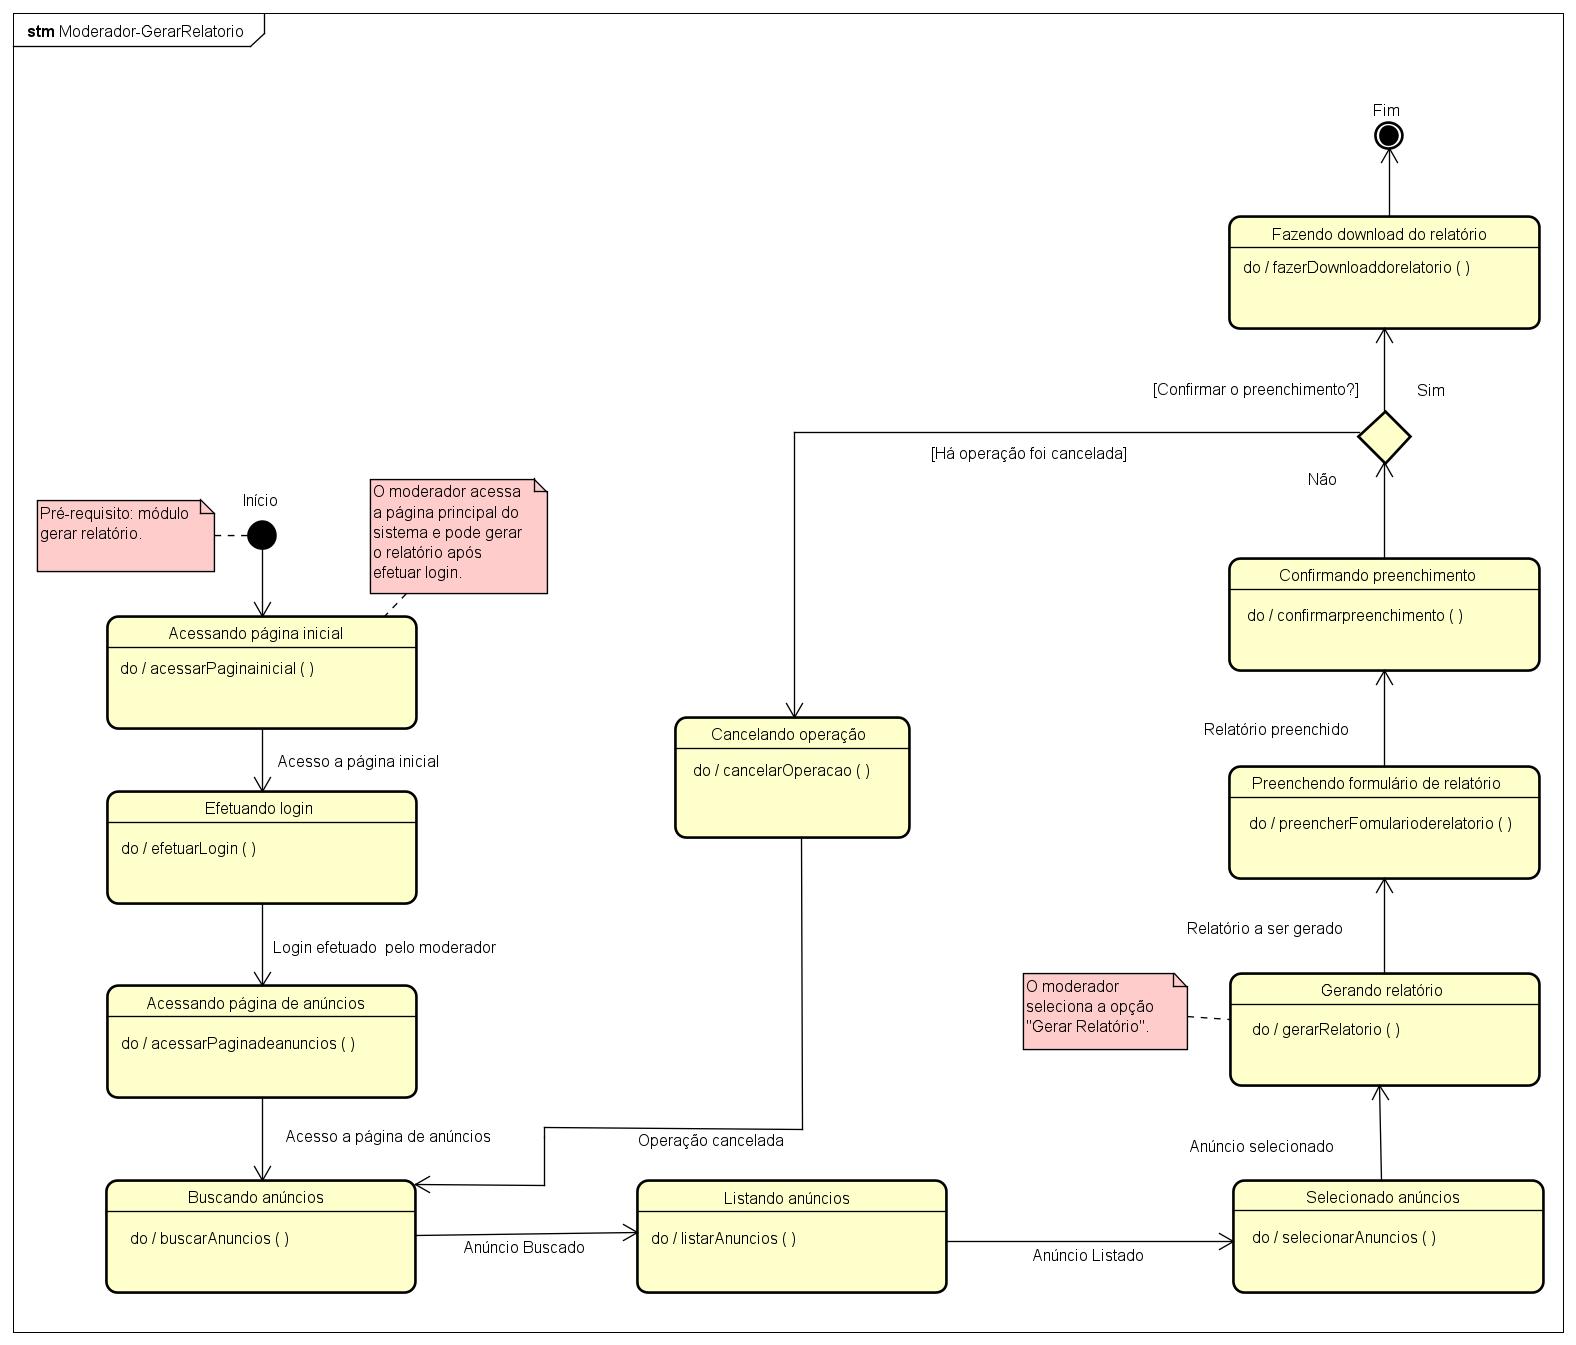 stm Moderador-GerarRelatorio
Fim
Fazendo download do relatório
do / fazerDownloaddorelatorio ( )
[Confirmar o preenchimento?]
Sim
[Há operação foi cancelada]
Não
Início
Pré-requisito: módulo
gerar relatório.
O moderador acessa
a página principal do
sistema e pode gerar
o relatório após
efetuar login.
Acessando página inicial
do / acessarPaginainicial ( )
Acesso a página inicial
Efetuando login
do / efetuarLogin ( )
Login efetuado  pelo moderador
Acessando página de anúncios
do / acessarPaginadeanuncios ( )
Acesso a página de anúncios
Buscando anúncios
do / buscarAnuncios ( )
Anúncio Buscado
Cancelando operação
do / cancelarOperacao ( )
Operação cancelada
Listando anúncios
do / listarAnuncios ( )
Anúncio Listado
Confirmando preenchimento
do / confirmarpreenchimento ( )
Relatório preenchido
Preenchendo formulário de relatório
do / preencherFomularioderelatorio ( )
Relatório a ser gerado
O moderador
seleciona a opção
"Gerar Relatório".
Gerando relatório
do / gerarRelatorio ( )
Anúncio selecionado
Selecionado anúncios
do / selecionarAnuncios ( )